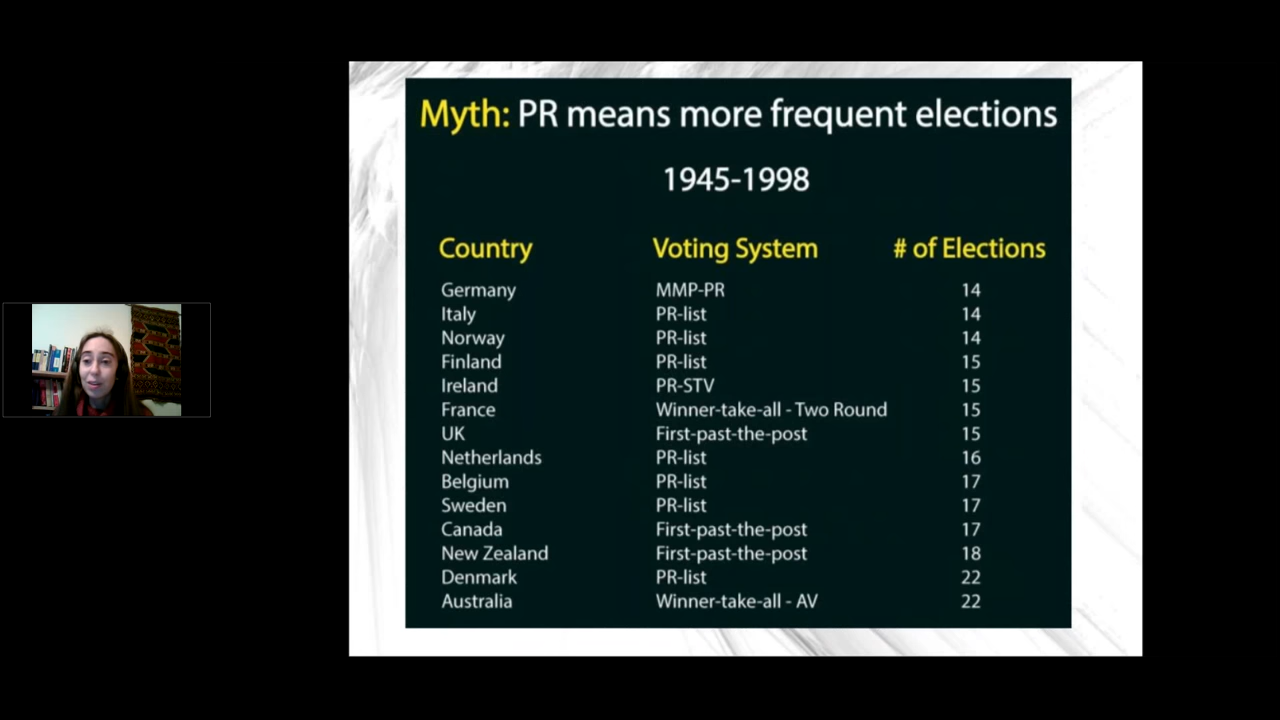 Myth: PR means more frequent elections
1945-1998
Country Voting System # of Elections
Germany MMP-PR 14
Italy PR-list 14
Norway PR-list 14
Finland PR-list 15
Ireland PR-STV 15
France Winner-take-all - Two Round 15
UK First-past-the-post 15
Netherlands PR-list 16
Belgium PR-list 17
Sweden PR-list 17
Canada First-past-the-post 17
New Zealand First-past-the-post 18
Denmark PR-list 22
Australia Winner-take-all - AV 22